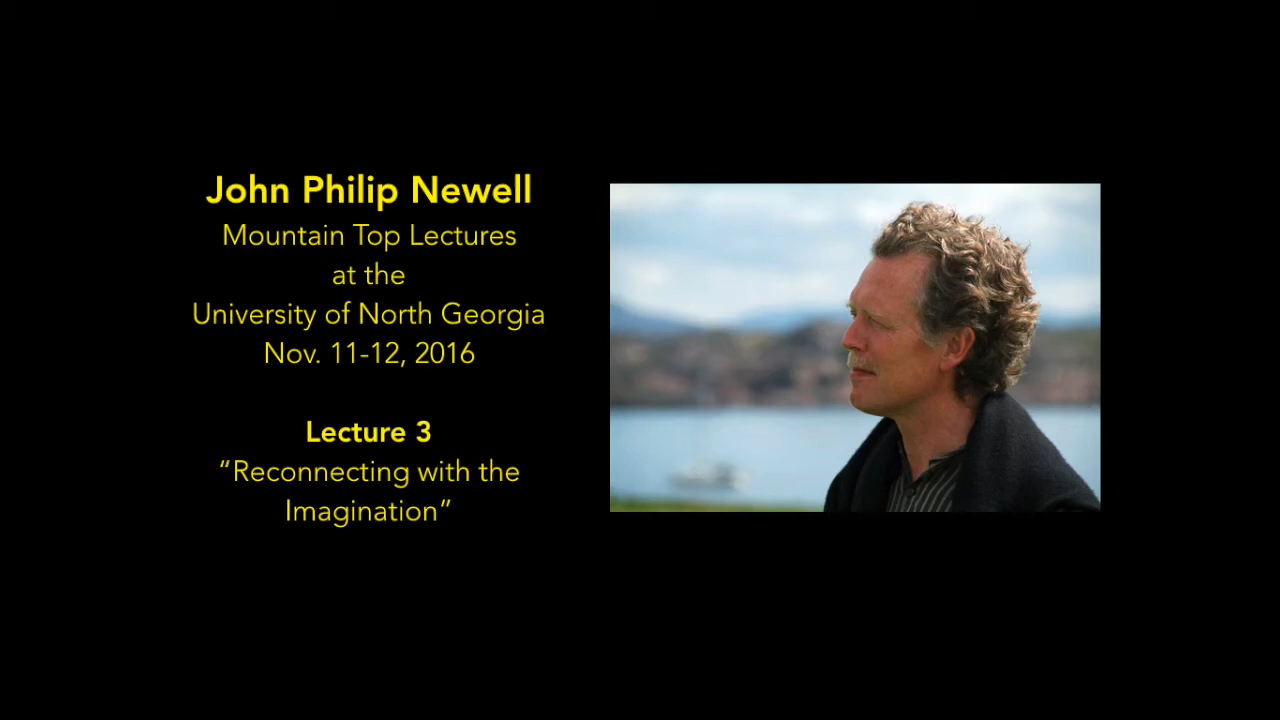 John Philip Newell
Mountain Top Lectures
at the
University of North Georgia
Nov. 11-12, 2016
Lecture 3
“Reconnecting with the
Imagination”